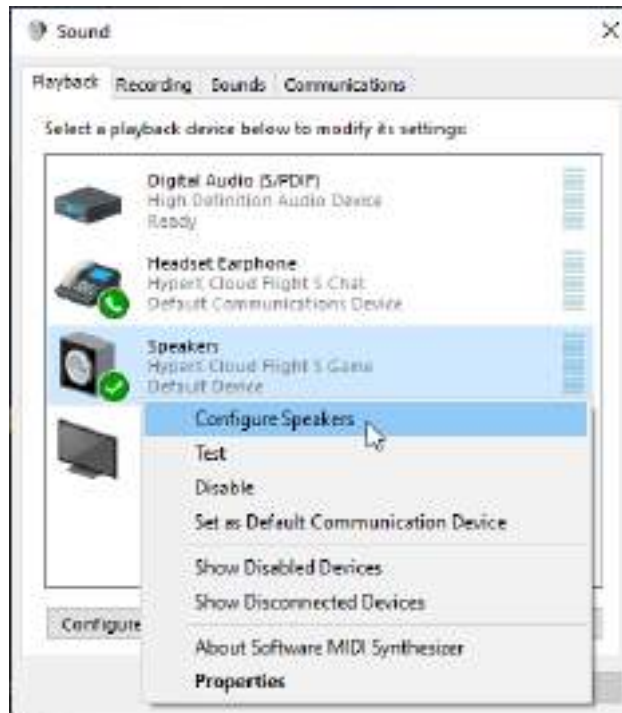 Sound
Playback Recording Sounds Communications
Select a playback device below to modify its settings:
Digital Audio (S/PDIF)
High Definition Audio Device
Ready
Headset Earphone
HyperX Cloud Flight S Chat
Default Communications Device
Speakers
HyperX Cloud Flight S Game
Default Device
Configure Speakers
Test
Disable
Set as Default Communication Device
Show Disabled Devices
Show Disconnected Devices
Configure
About Software MIDI Synthesizer
Properties